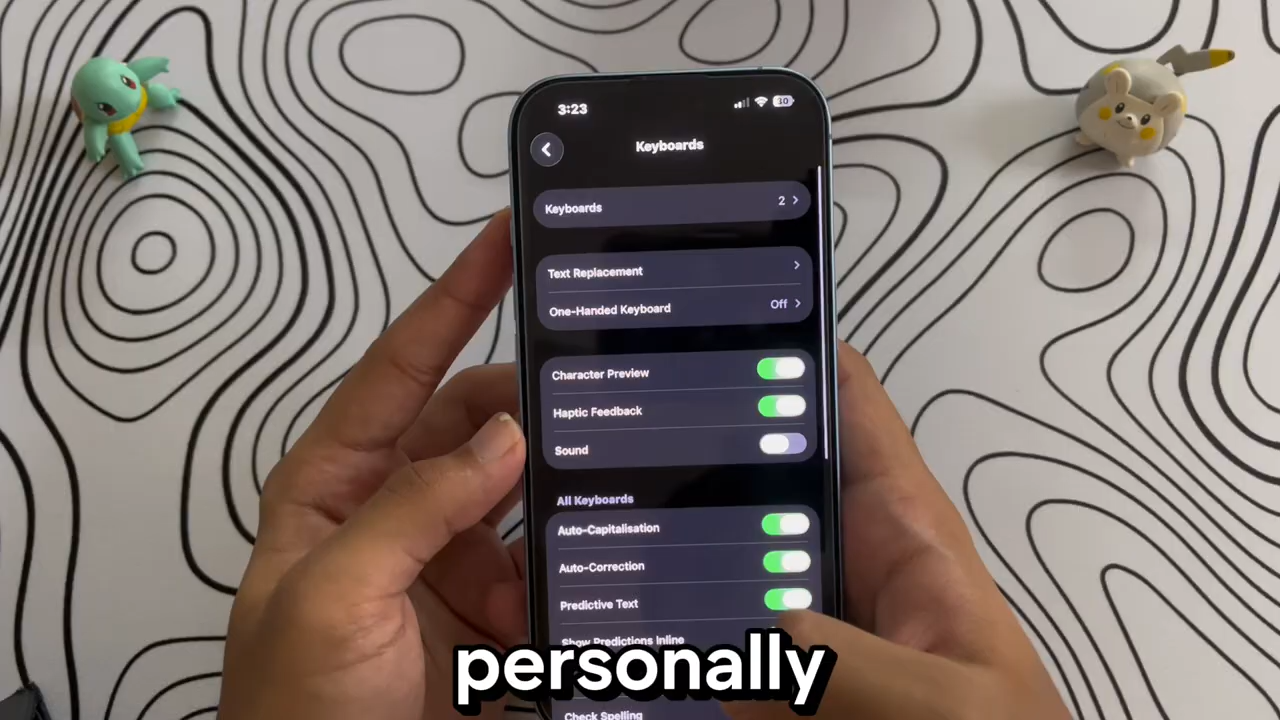 3:23
30
Keyboards
Keyboards 2
Text Replacement
One-Handed Keyboard Off
Character Preview
Haptic Feedback
Sound
All Keyboards
Auto-Capitalisation
Auto-Correction
Predictive Text
Show Predictions Inline
personally
Check Spelling